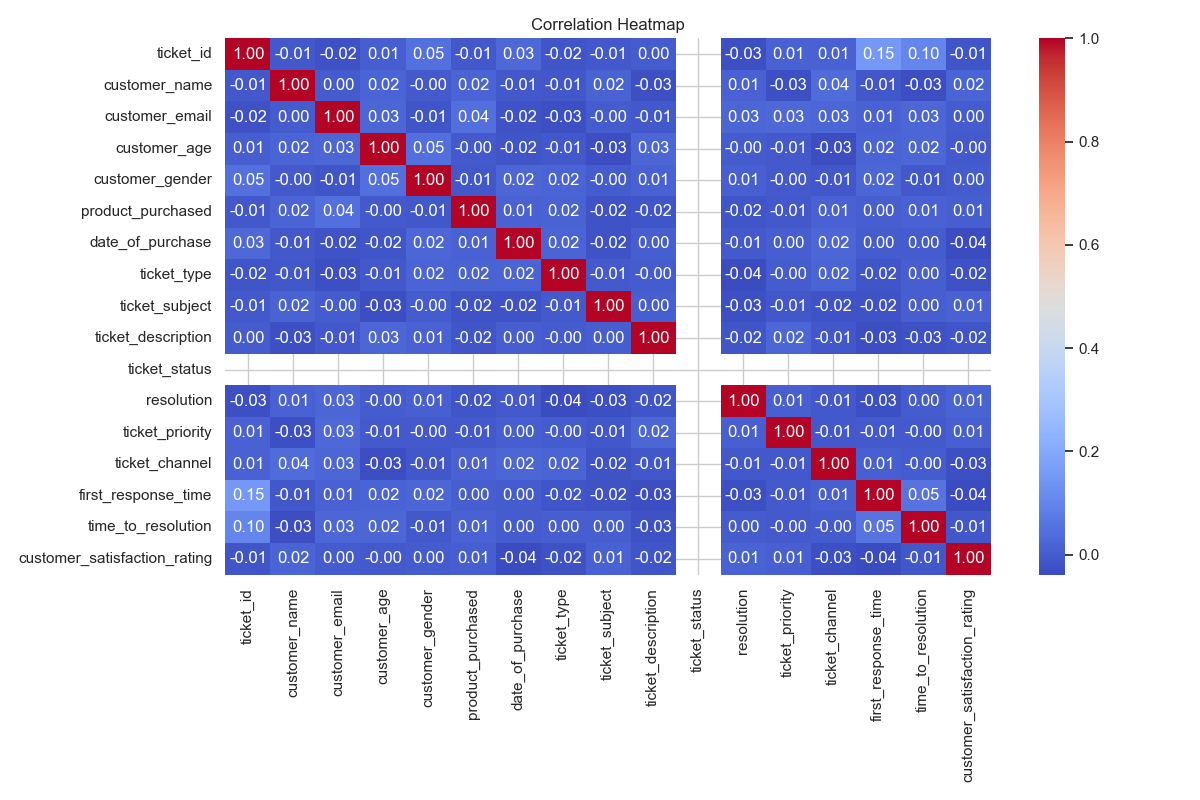 Correlation Heatmap
ticket_id 1.00 -0.01 -0.02 0.01 0.05 -0.01 0.03 -0.02 -0.01 0.00 -0.03 0.01 0.01 0.15 0.10 -0.01
customer_name -0.01 1.00 0.00 0.02 -0.00 0.02 -0.01 -0.01 0.02 -0.03 0.01 -0.03 0.04 -0.01 -0.03 0.02
customer_email -0.02 0.00 1.00 0.03 -0.01 0.04 -0.02 -0.03 -0.00 -0.01 0.03 0.03 0.03 0.01 0.03 0.00
customer_age 0.01 0.02 0.03 1.00 0.05 -0.00 -0.02 -0.01 -0.03 0.03 -0.00 -0.01 -0.03 0.02 0.02 -0.00
customer_gender 0.05 -0.00 -0.01 0.05 1.00 -0.01 0.02 0.02 -0.00 0.01 0.01 -0.00 -0.01 0.02 -0.01 0.00
product_purchased -0.01 0.02 0.04 -0.00 -0.01 1.00 0.01 0.02 -0.02 -0.02 -0.02 -0.01 0.01 0.00 0.01 0.01
date_of_purchase 0.03 -0.01 -0.02 -0.02 0.02 0.01 1.00 0.02 -0.02 0.00 -0.01 0.00 0.02 0.00 0.00 -0.04
ticket_type -0.02 -0.01 -0.03 -0.01 0.02 0.02 0.02 1.00 -0.01 -0.00 -0.04 -0.00 0.02 -0.02 0.00 -0.02
ticket_subject -0.01 0.02 -0.00 -0.03 -0.00 -0.02 -0.02 -0.01 1.00 0.00 -0.03 -0.01 -0.02 -0.02 0.00 0.01
ticket_description 0.00 -0.03 -0.01 0.03 0.01 -0.02 0.00 -0.00 0.00 1.00 -0.02 0.02 -0.01 -0.03 -0.03 -0.02
ticket_status
resolution -0.03 0.01 0.03 -0.00 0.01 -0.02 -0.01 -0.04 -0.03 -0.02 1.00 0.01 -0.01 -0.03 0.00 0.01
ticket_priority 0.01 -0.03 0.03 -0.01 -0.00 -0.01 0.00 -0.00 -0.01 0.02 0.01 1.00 -0.01 -0.01 -0.00 0.01
ticket_channel 0.01 0.04 0.03 -0.03 -0.01 0.01 0.02 0.02 -0.02 -0.01 -0.01 -0.01 1.00 0.01 -0.00 -0.03
first_response_time 0.15 -0.01 0.01 0.02 0.02 0.00 0.00 -0.02 -0.02 -0.03 -0.03 -0.01 0.01 1.00 0.05 -0.04
time_to_resolution 0.10 -0.03 0.03 0.02 -0.01 0.01 0.00 0.00 0.00 -0.03 0.00 -0.00 -0.00 0.05 1.00 -0.01
customer_satisfaction_rating -0.01 0.02 0.00 -0.00 0.00 0.01 -0.04 -0.02 0.01 -0.02 0.01 0.01 -0.03 -0.04 -0.01 1.00
ticket_id
customer_name
customer_email
customer_age
customer_gender
product_purchased
date_of_purchase
ticket_type
ticket_subject
ticket_description
ticket_status
resolution
ticket_priority
ticket_channel
first_response_time
time_to_resolution
customer_satisfaction_rating
1.0
0.8
0.6
0.4
0.2
0.0